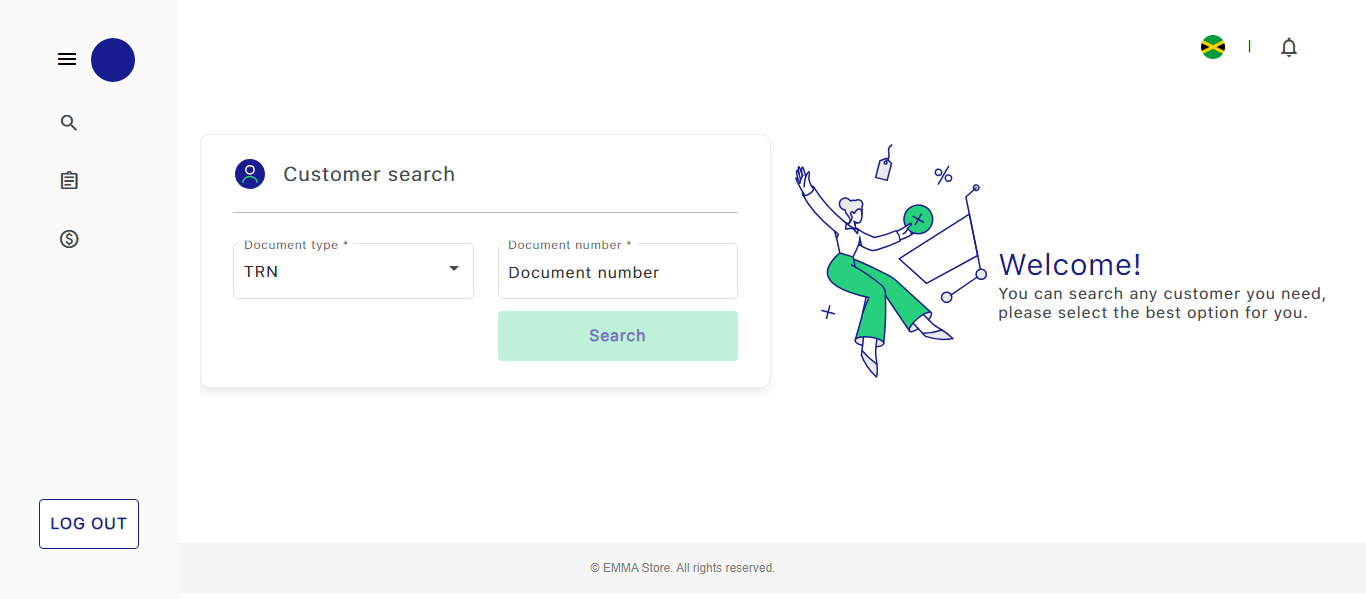 Customer search
Document type *
TRN
Document number *
Document number
Search
Welcome!
You can search any customer you need,
please select the best option for you.
LOG OUT
© EMMA Store. All rights reserved.